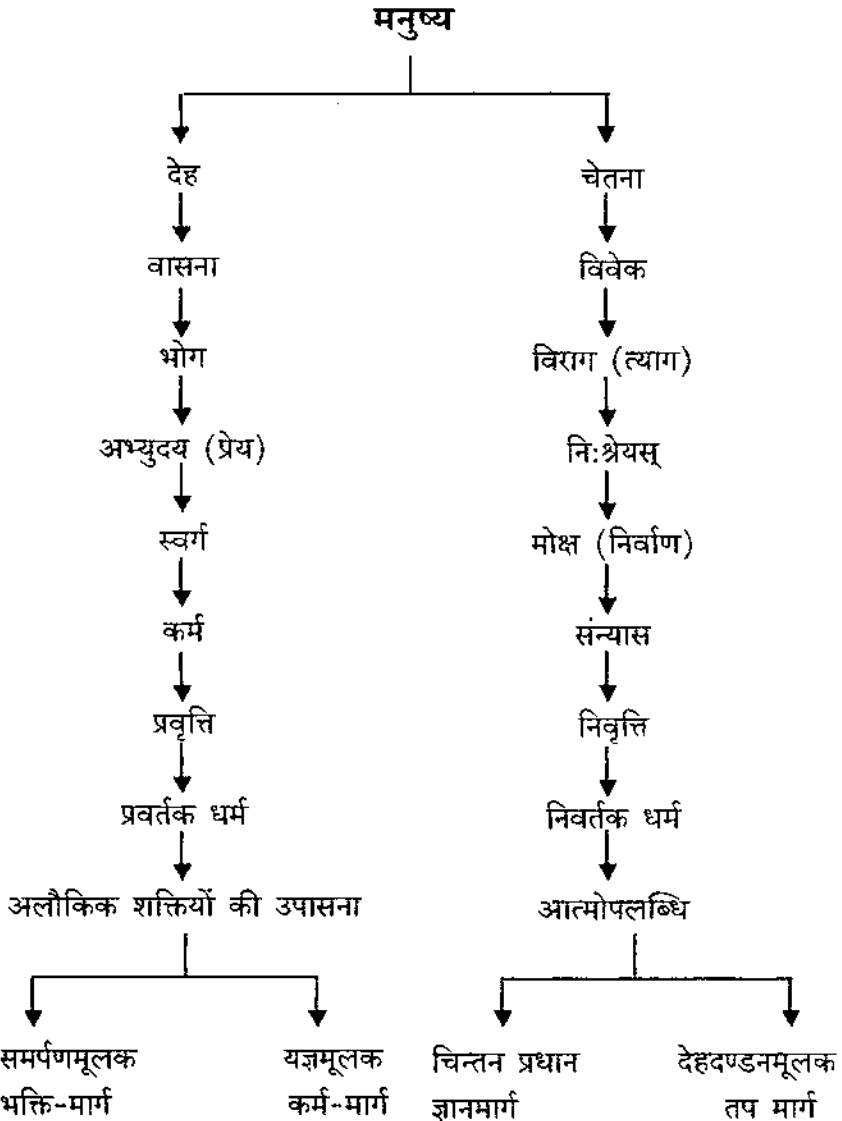 मनुष्य
देह चेतना
वासना विवेक
भोग विराग (त्याग)
अभ्युदय (प्रेय) नि:श्रेयस्
स्वर्ग मोक्ष (निर्वाण)
कर्म संन्यास
प्रवृत्ति निवृत्ति
प्रवर्तक धर्म निवर्तक धर्म
अलौकिक शक्तियों की उपासना आत्मोपलब्धि
समर्पणमूलक यज्ञमूलक चिन्तन प्रधान देहदण्डनमूलक
भक्ति-मार्ग कर्म-मार्ग ज्ञानमार्ग तप मार्ग